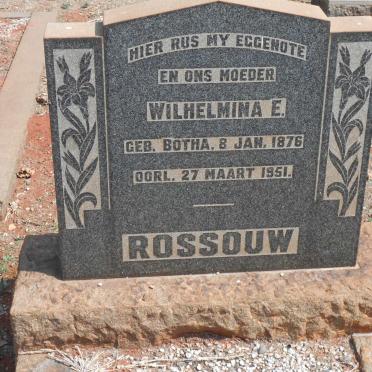 HIER RUS MY EGGENOTE
EN ONS MOEDER
WILHELMINA E.
GEB. BOTHA. 8 JAN. 1876
OORL. 27 MAART 1951.
ROSSOUW